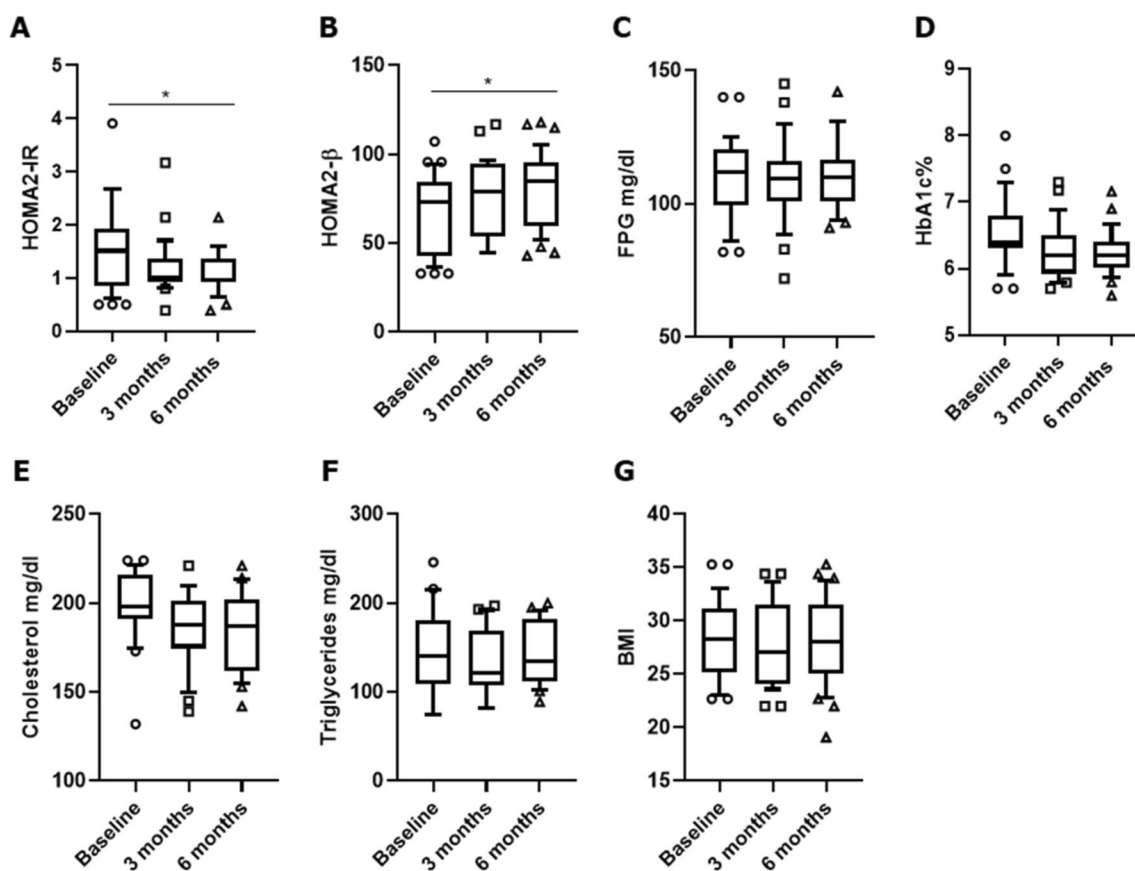 A
HOMA2-IR
5
4
3
2
1
0
*
Baseline
3 months
6 months
B
HOMA2-β
150
100
50
0
*
Baseline
3 months
6 months
C
FPG mg/dl
150
100
50
Baseline
3 months
6 months
D
HbA1c%
9
8
7
6
5
Baseline
3 months
6 months
E
Cholesterol mg/dl
250
200
150
100
Baseline
3 months
6 months
F
Triglycerides mg/dl
300
200
100
0
Baseline
3 months
6 months
G
BMI
40
35
30
25
20
15
Baseline
3 months
6 months